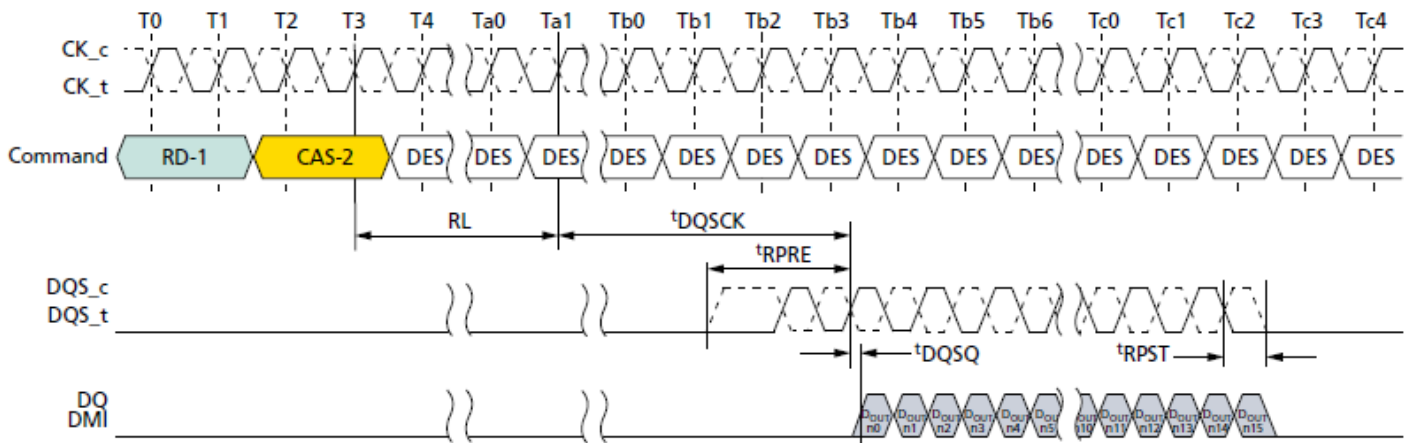 T0 T1 T2 T3 T4 Ta0 Ta1 Tb0 Tb1 Tb2 Tb3 Tb4 Tb5 Tb6 Tc0 Tc1 Tc2 Tc3 Tc4
CK_c
CK_t
Command RD-1 CAS-2 DES DES DES DES DES DES DES DES DES DES DES DES DES DES DES
RL tDQSCK
tRPRE
DQS_c
DQS_t
tDQSQ tRPST
DQ
DMI
DOUT DOUT DOUT DOUT DOUT DOUT DOUT DOUT DOUT DOUT DOUT DOUT
n0 n1 n2 n3 n4 n5 n10 n11 n12 n13 n14 n15